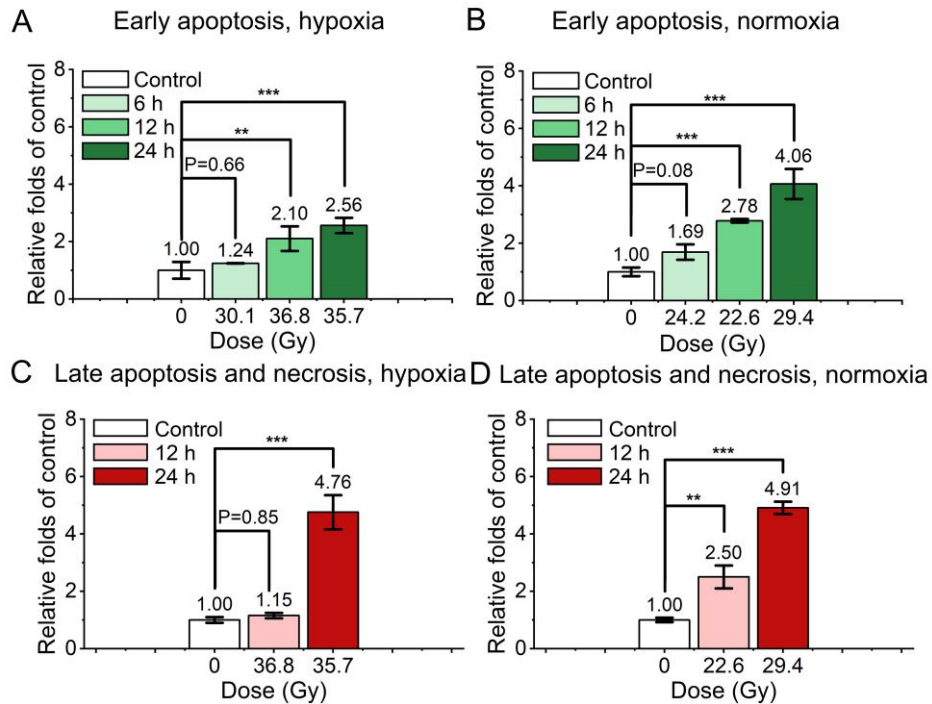 A Early apoptosis, hypoxia
Relative folds of control
8
6
4
2
0
Control
6 h
12 h
24 h
***
**
P=0.66
1.00
1.24
2.10
2.56
0 30.1 36.8 35.7
Dose (Gy)
B Early apoptosis, normoxia
Relative folds of control
8
6
4
2
0
Control
6 h
12 h
24 h
***
***
P=0.08
1.00
1.69
2.78
4.06
0 24.2 22.6 29.4
Dose (Gy)
C Late apoptosis and necrosis, hypoxia
Relative folds of control
8
6
4
2
0
Control
12 h
24 h
***
P=0.85
1.00
1.15
4.76
0 36.8 35.7
Dose (Gy)
D Late apoptosis and necrosis, normoxia
Relative folds of control
8
6
4
2
0
Control
12 h
24 h
***
**
1.00
2.50
4.91
0 22.6 29.4
Dose (Gy)